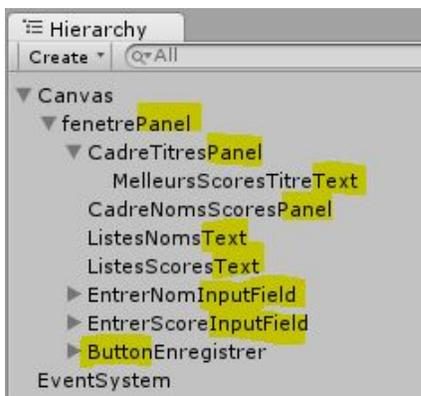 Hierarchy
Create All
Canvas
fenetrePanel
CadreTitresPanel
MelleursScoresTitreText
CadreNomsScoresPanel
ListesNomsText
ListesScoresText
EntrerNomInputField
EntrerScoreInputField
ButtonEnregistrer
EventSystem